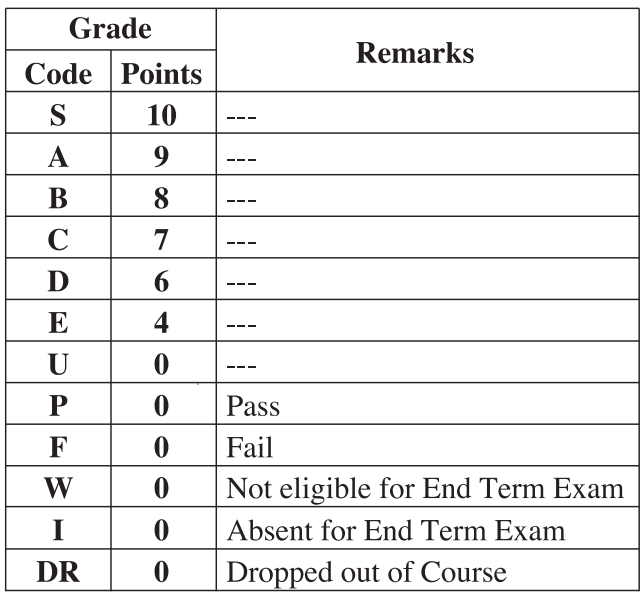 Grade Remarks
Code Points
S 10 ---
A 9 ---
B 8 ---
C 7 ---
D 6 ---
E 4 ---
U 0 ---
P 0 Pass
F 0 Fail
W 0 Not eligible for End Term Exam
I 0 Absent for End Term Exam
DR 0 Dropped out of Course